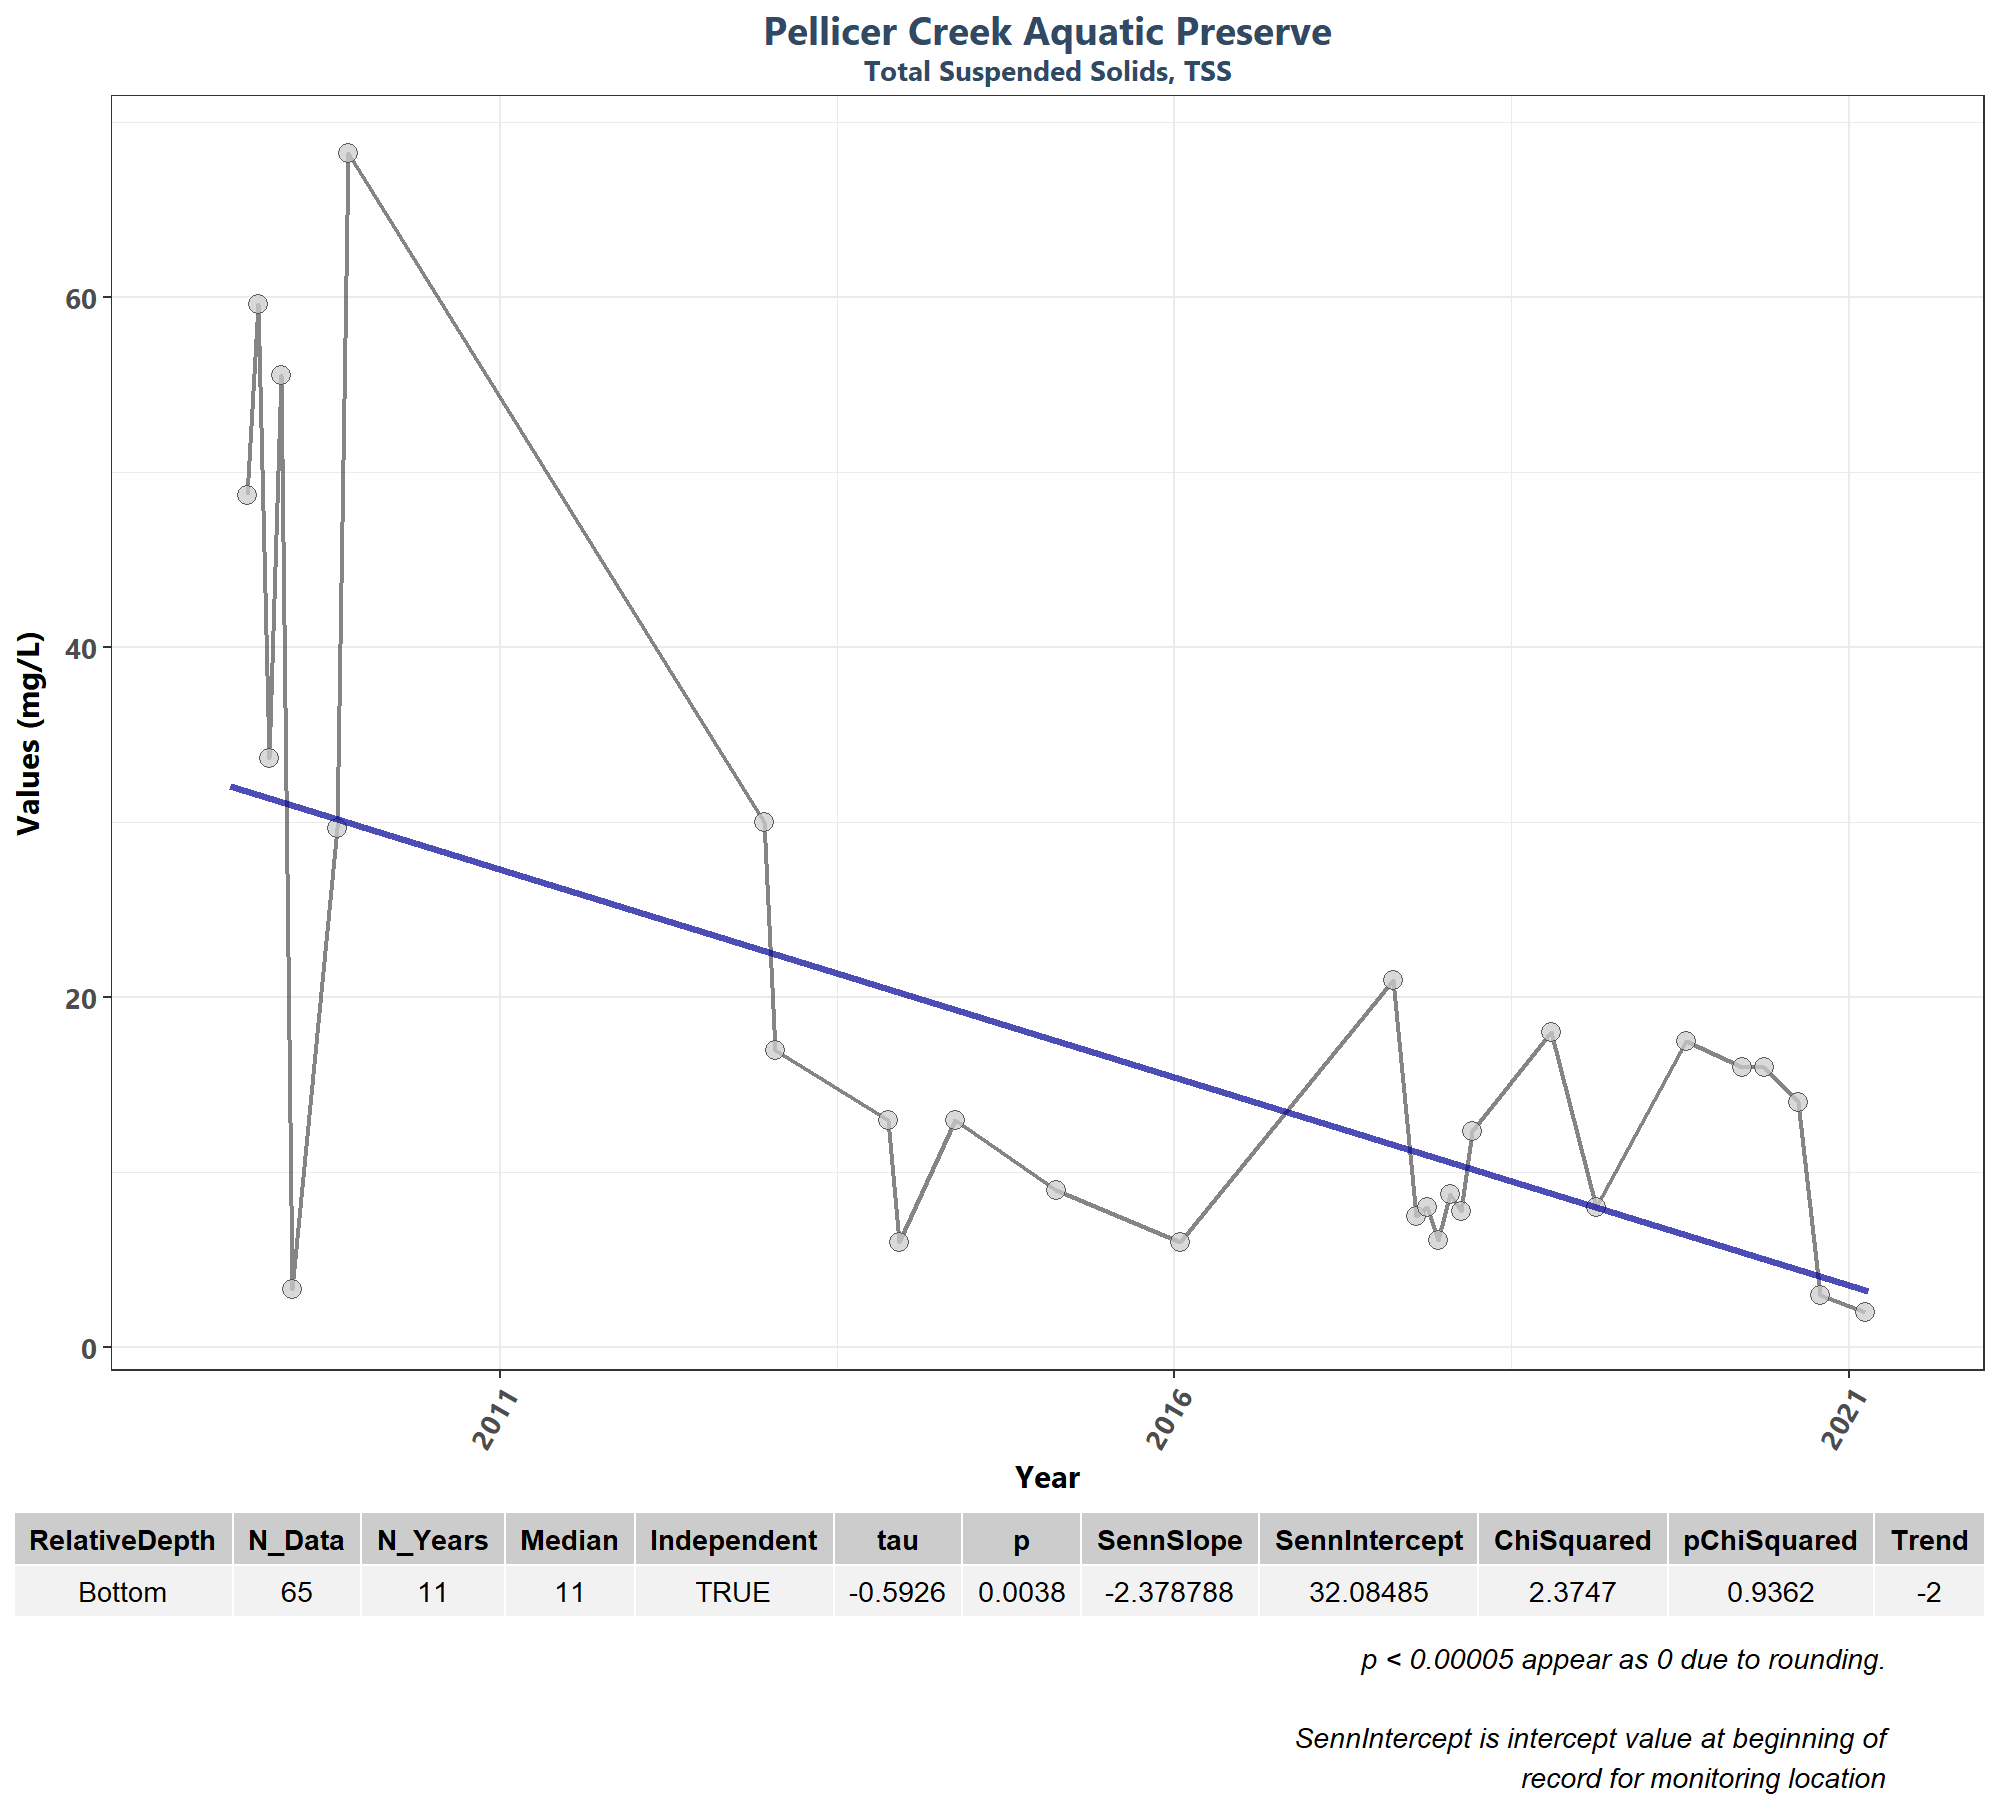 Pellicer Creek Aquatic Preserve
Total Suspended Solids, TSS
Values (mg/L)
60
40
20
0
2011
2016
2021
Year
RelativeDepth N_Data N_Years Median Independent tau p SennSlope SennIntercept ChiSquared pChiSquared Trend
Bottom 65 11 11 TRUE -0.5926 0.0038 -2.378788 32.08485 2.3747 0.9362 -2
p < 0.00005 appear as 0 due to rounding.
SennIntercept is intercept value at beginning of
record for monitoring location